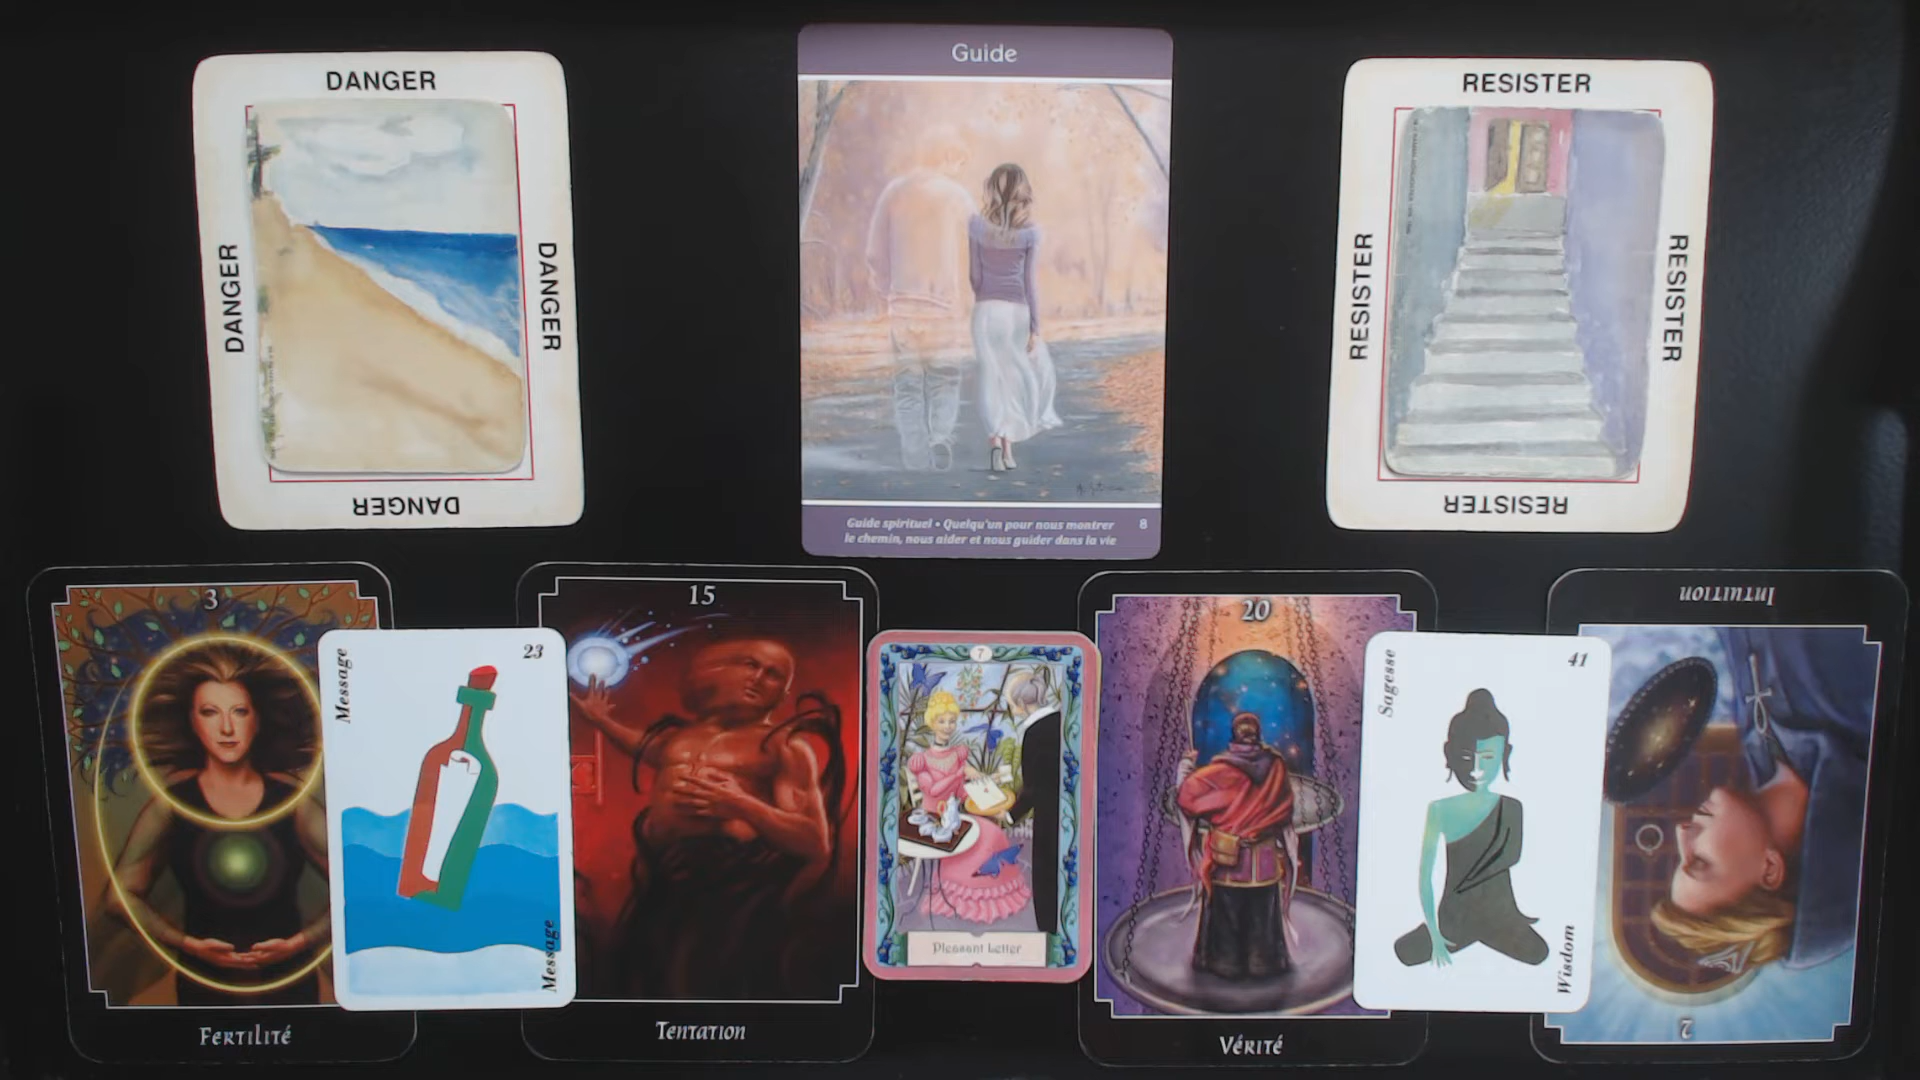 DANGER
DANGER
DANGER
DANGER
Guide
Guide spirituel • Quelqu'un pour nous montrer
le chemin, nous aider et nous guider dans la vie
8
RESISTER
RESISTER
RESISTER
RESISTER
3
Fertilité
Message
23
Message
15
Tentation
7
Pleasant Letter
20
Vérité
Sagesse
41
Wisdom
Intuition
2